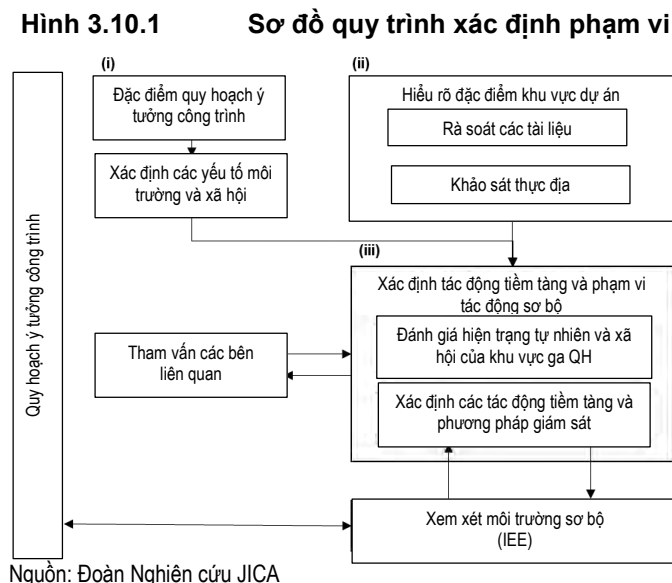 Hình 3.10.1 Sơ đồ quy trình xác định phạm vi
Quy hoạch ý tưởng công trình
(i)
Đặc điểm quy hoạch ý
tưởng công trình
Xác định các yếu tố môi
trường và xã hội
(ii)
Hiểu rõ đặc điểm khu vực dự án
Rà soát các tài liệu
Khảo sát thực địa
(iii)
Xác định tác động tiềm tàng và phạm vi
tác động sơ bộ
Đánh giá hiện trạng tự nhiên và xã
hội của khu vực ga QH
Xác định các tác động tiềm tàng và
phương pháp giám sát
Tham vấn các bên
liên quan
Xem xét môi trường sơ bộ
(IEE)
Nguồn: Đoàn Nghiên cứu JICA